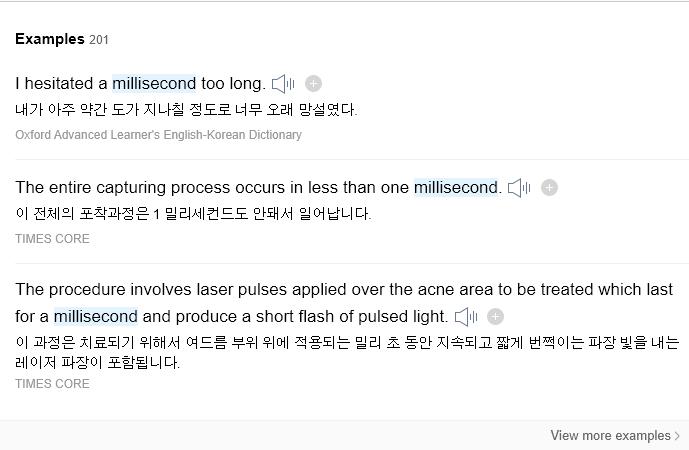 Examples 201
I hesitated a millisecond too long.
내가 아주 약간 도가 지나칠 정도로 너무 오래 망설였다.
Oxford Advanced Learner's English-Korean Dictionary
The entire capturing process occurs in less than one millisecond.
이 전체의 포착과정은 1 밀리세컨드도 안돼서 일어납니다.
TIMES CORE
The procedure involves laser pulses applied over the acne area to be treated which last
for a millisecond and produce a short flash of pulsed light.
이 과정은 치료되기 위해서 여드름 부위 위에 적용되는 밀리 초 동안 지속되고 짧게 번쩍이는 파장 빛을 내는
레이저 파장이 포함됩니다.
TIMES CORE
View more examples